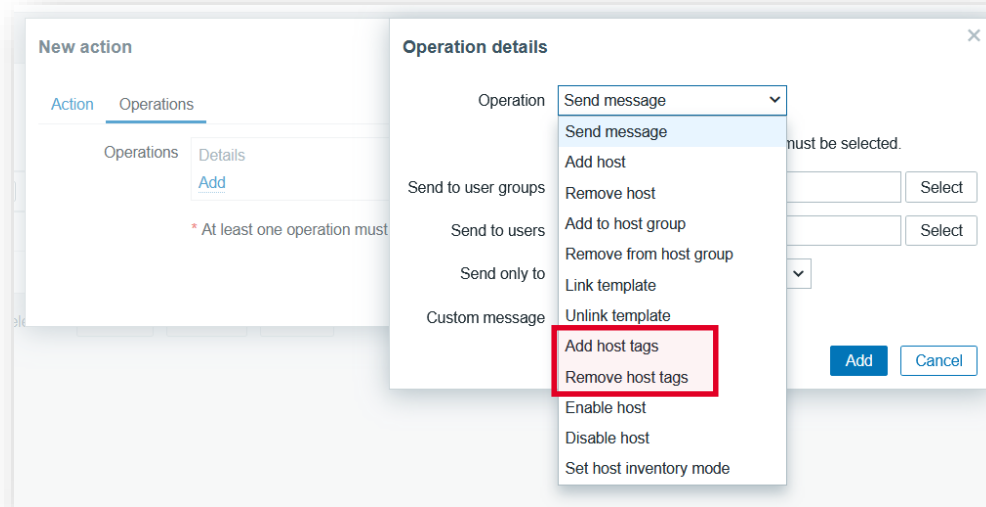 New action
Action Operations
Operations Details
Add
* At least one operation must
Operation details
Operation Send message
Send message
must be selected.
Add host
Remove host
Send to user groups Select
Add to host group
Send to users Select
Remove from host group
Send only to
Link template
Unlink template
Custom message
Add host tags
Remove host tags
Add Cancel
Enable host
Disable host
Set host inventory mode